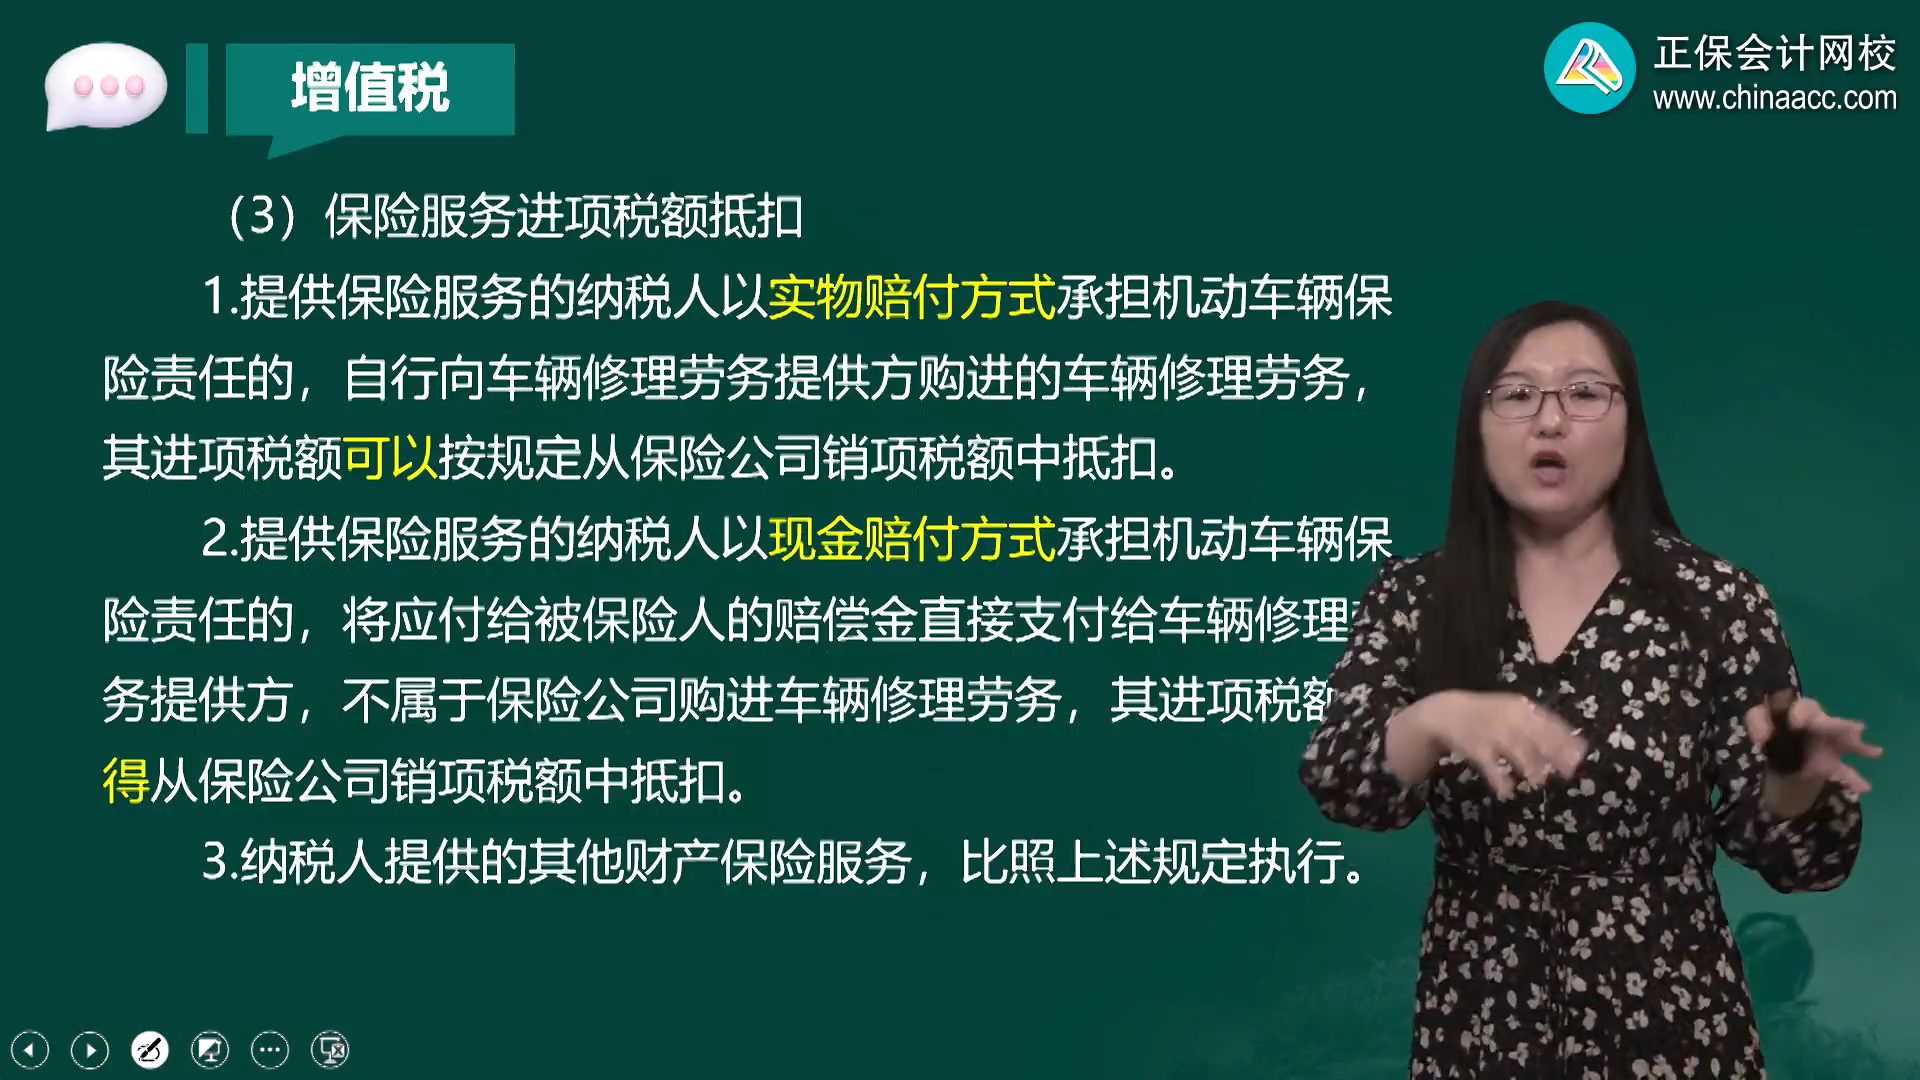 增值税
正保会计网校
www.chinaacc.com
（3）保险服务进项税额抵扣
1.提供保险服务的纳税人以实物赔付方式承担机动车辆保
险责任的，自行向车辆修理劳务提供方购进的车辆修理劳务，
其进项税额可以按规定从保险公司销项税额中抵扣。
2.提供保险服务的纳税人以现金赔付方式承担机动车辆保
险责任的，将应付给被保险人的赔偿金直接支付给车辆修理
务提供方，不属于保险公司购进车辆修理劳务，其进项税额
得从保险公司销项税额中抵扣。
3.纳税人提供的其他财产保险服务，比照上述规定执行。